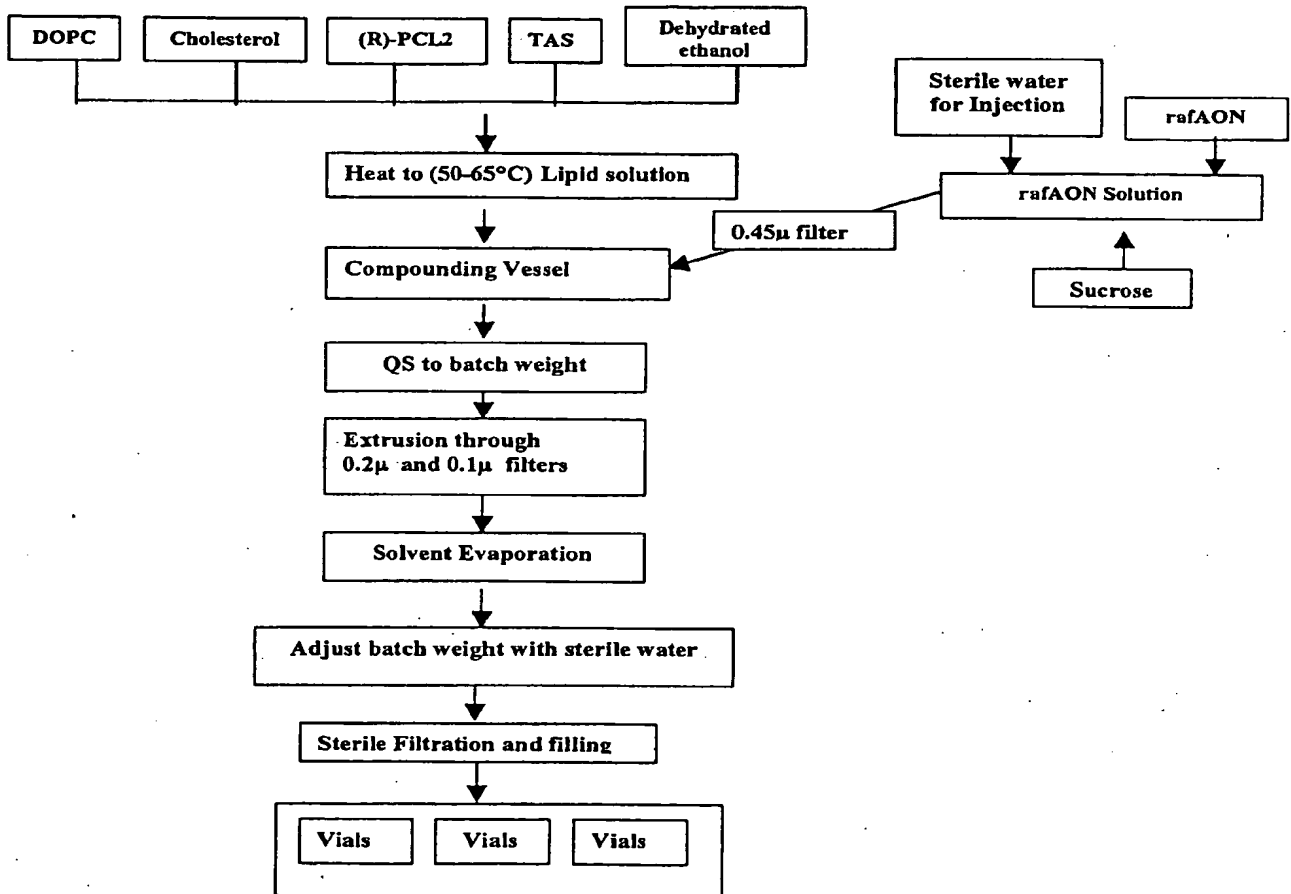 DOPC
Cholesterol
(R)-PCL2
TAS
Dehydrated
ethanol
Sterile water
for Injection
rafAON
Heat to (50-65°C) Lipid solution
rafAON Solution
0.45μ filter
Compounding Vessel
Sucrose
QS to batch weight
Extrusion through
0.2μ and 0.1μ filters
Solvent Evaporation
Adjust batch weight with sterile water
Sterile Filtration and filling
Vials
Vials
Vials